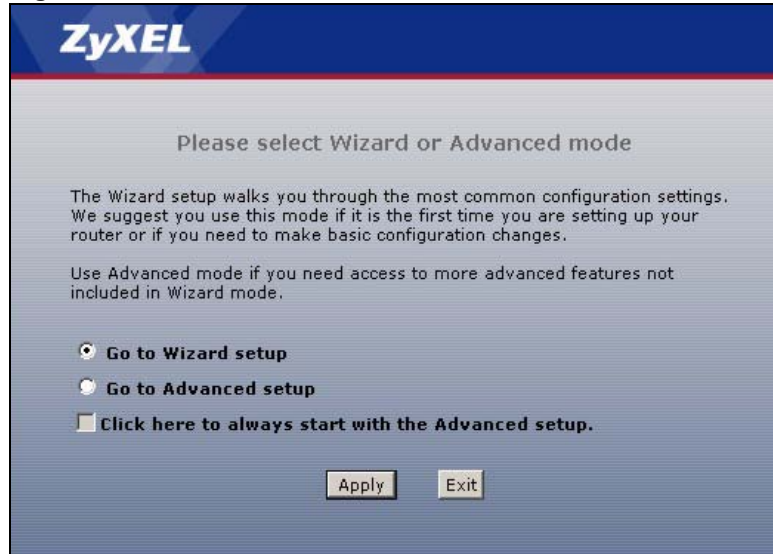 ZyXEL
Please select Wizard or Advanced mode
The Wizard setup walks you through the most common configuration settings.
We suggest you use this mode if it is the first time you are setting up your
router or if you need to make basic configuration changes.
Use Advanced mode if you need access to more advanced features not
included in Wizard mode.
Go to Wizard setup
Go to Advanced setup
Click here to always start with the Advanced setup.
Apply Exit